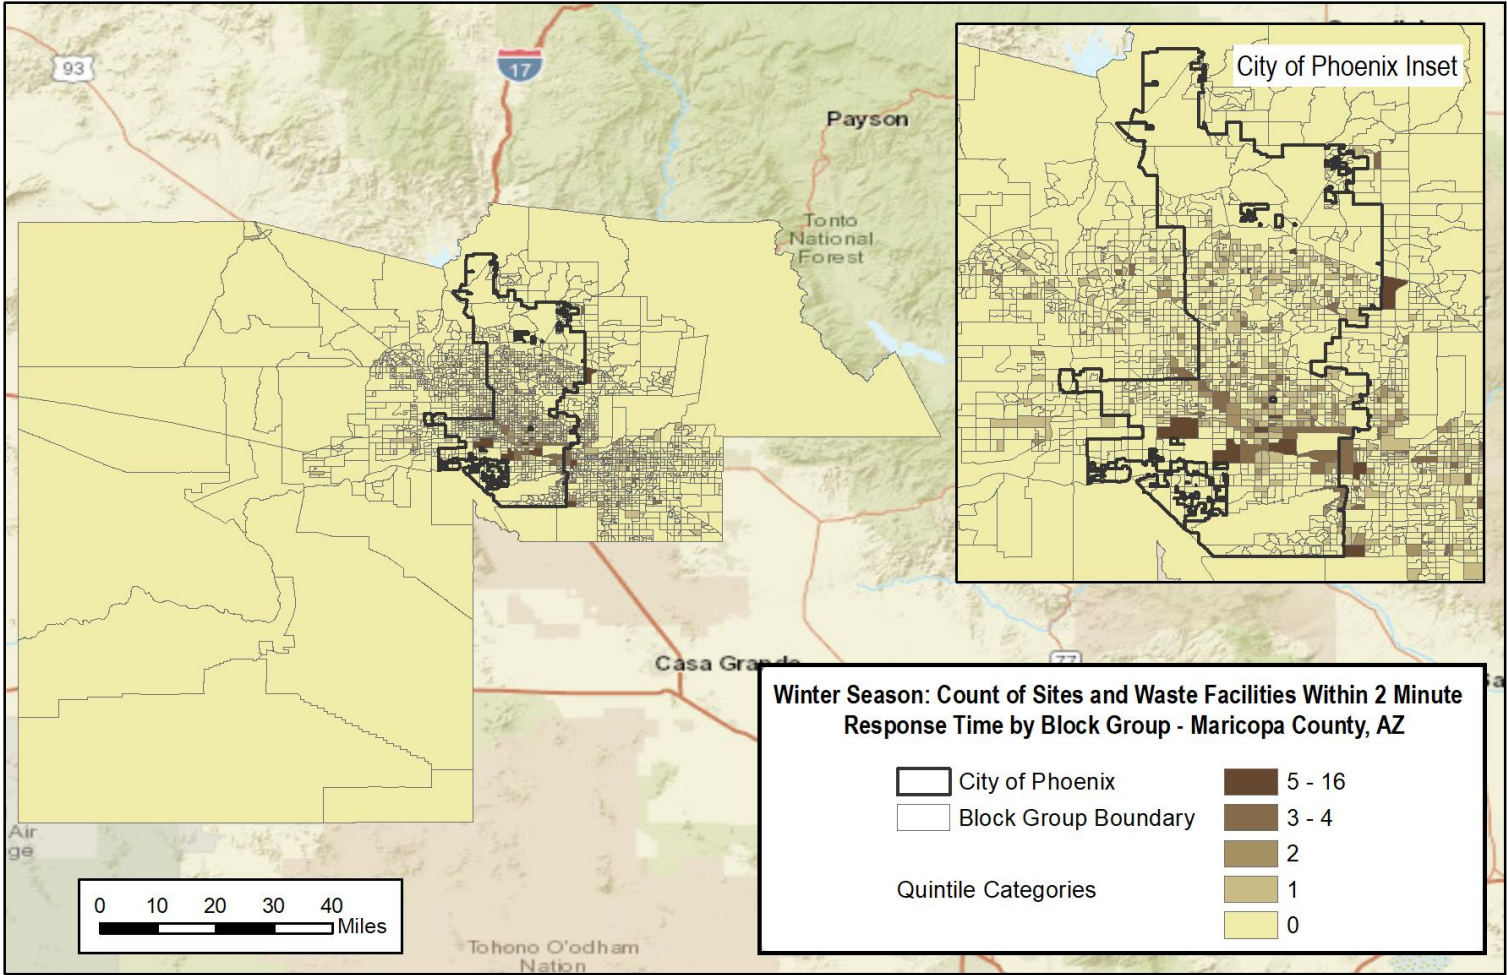 93
17
Payson
Tonto
National
Forest
City of Phoenix Inset
Casa Grande
77
Winter Season: Count of Sites and Waste Facilities Within 2 Minute
Response Time by Block Group - Maricopa County, AZ
City of Phoenix
Block Group Boundary
Quintile Categories
5 - 16
3 - 4
2
1
0
Air
ge
0 10 20 30 40
Miles
Tohono O'odham
Nation